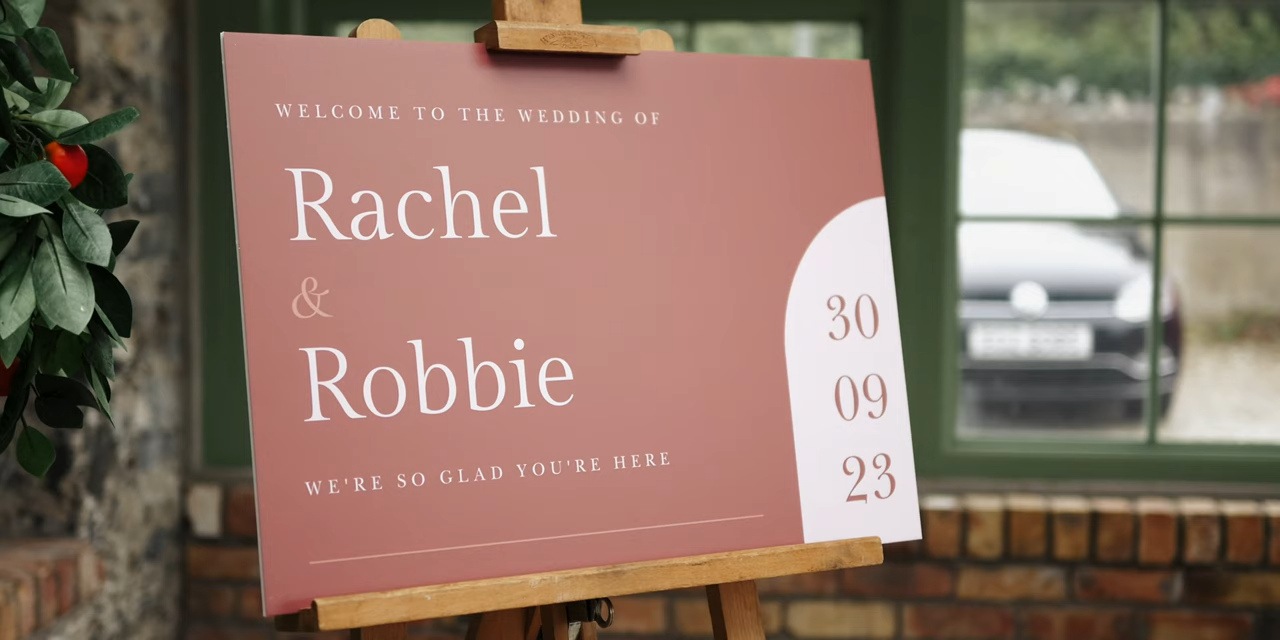 WELCOME TO THE WEDDING OF
Rachel
&
Robbie
WE'RE SO GLAD YOU'RE HERE
30
09
23